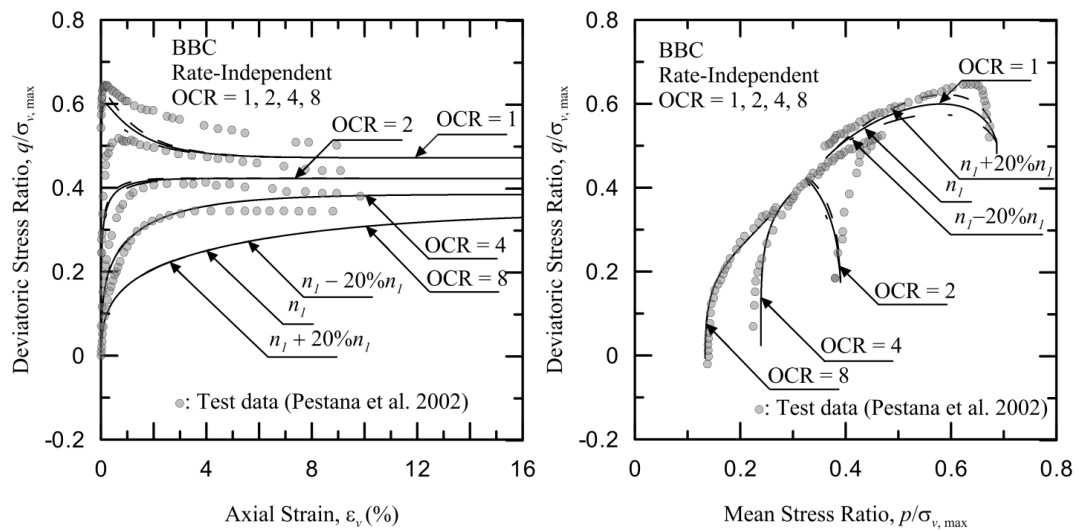 Deviatoric Stress Ratio, q/σv, max
0.8
0.6
0.4
0.2
0
-0.2
BBC
Rate-Independent
OCR = 1, 2, 4, 8
OCR = 2
OCR = 1
OCR = 4
OCR = 8
n1 – 20%n1
n1
n1 + 20%n1
: Test data (Pestana et al. 2002)
0
4
8
12
16
Axial Strain, εv (%)
Deviatoric Stress Ratio, q/σv, max
0.8
0.6
0.4
0.2
0
-0.2
BBC
Rate-Independent
OCR = 1, 2, 4, 8
OCR = 1
n1+20%n1
n1
n1–20%n1
OCR = 2
OCR = 4
OCR = 8
: Test data (Pestana et al. 2002)
0
0.2
0.4
0.6
0.8
Mean Stress Ratio, p/σv, max